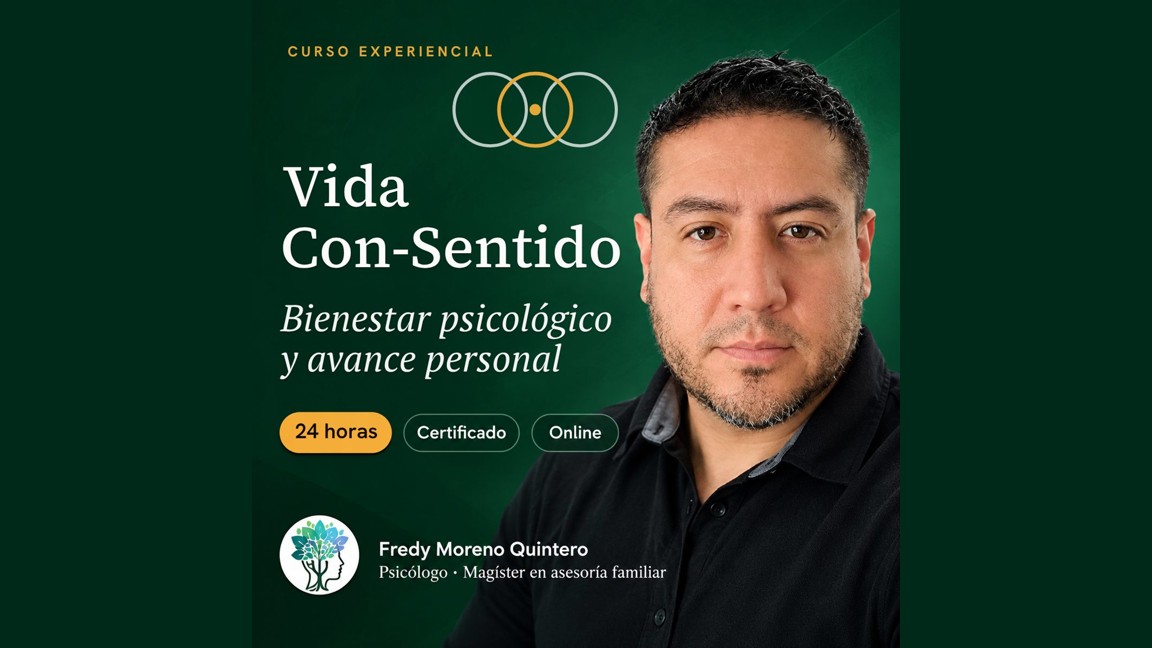 CURSO EXPERIENCIAL
Vida
Con-Sentido
Bienestar psicológico
y avance personal
24 horas
Certificado
Online
Fredy Moreno Quintero
Psicólogo · Magíster en asesoría familiar